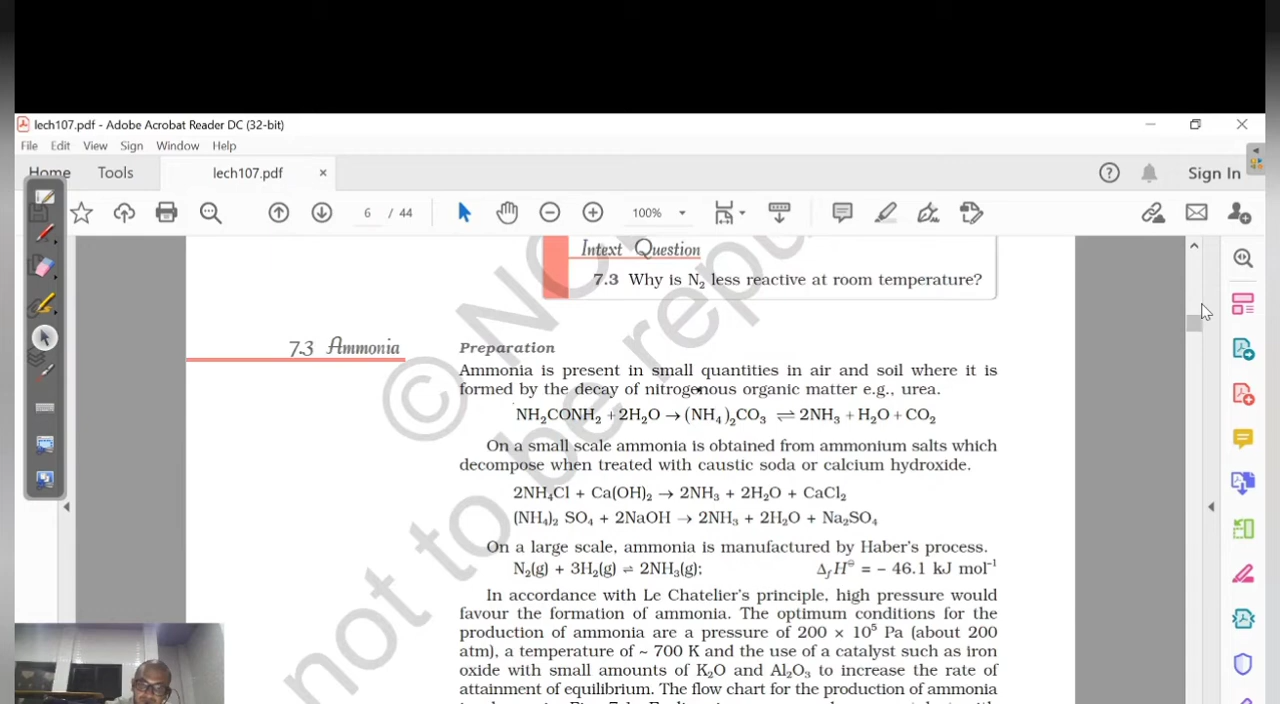 lech107.pdf - Adobe Acrobat Reader DC (32-bit)
File Edit View Sign Window Help
Home Tools lech107.pdf × Sign In
6 / 44 100%
Intext Question
7.3 Why is N₂ less reactive at room temperature?
7.3 Ammonia
Preparation
Ammonia is present in small quantities in air and soil where it is
formed by the decay of nitrogenous organic matter e.g., urea.
NH₂CONH₂ + 2H₂O → (NH₄)₂CO₃ ⇌ 2NH₃ + H₂O + CO₂
On a small scale ammonia is obtained from ammonium salts which
decompose when treated with caustic soda or calcium hydroxide.
2NH₄Cl + Ca(OH)₂ → 2NH₃ + 2H₂O + CaCl₂
(NH₄)₂ SO₄ + 2NaOH → 2NH₃ + 2H₂O + Na₂SO₄
On a large scale, ammonia is manufactured by Haber's process.
N₂(g) + 3H₂(g) ⇌ 2NH₃(g); ΔfH⊖ = – 46.1 kJ mol⁻¹
In accordance with Le Chatelier's principle, high pressure would
favour the formation of ammonia. The optimum conditions for the
production of ammonia are a pressure of 200 × 10⁵ Pa (about 200
atm), a temperature of ~ 700 K and the use of a catalyst such as iron
oxide with small amounts of K₂O and Al₂O₃ to increase the rate of
attainment of equilibrium. The flow chart for the production of ammonia
© NC
not to be repu